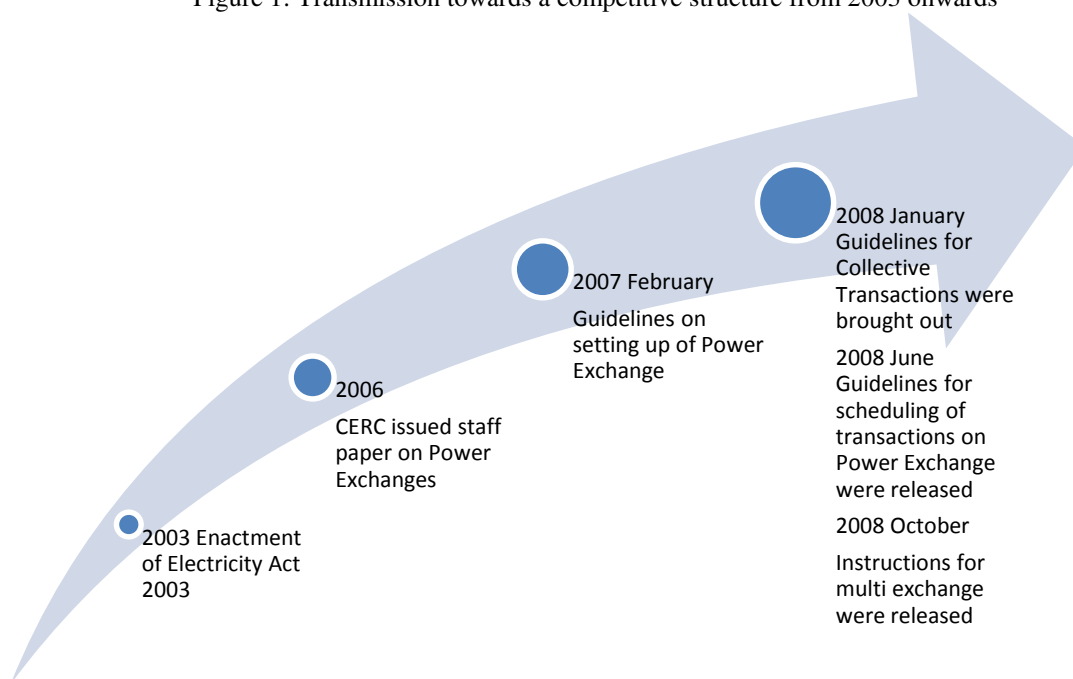 Figure 1: Transmission towards a competitive structure from 2003 onwards
2003 Enactment
of Electricity Act
2003
2006
CERC issued staff
paper on Power
Exchanges
2007 February
Guidelines on
setting up of Power
Exchange
2008 January
Guidelines for
Collective
Transactions were
brought out
2008 June
Guidelines for
scheduling of
transactions on
Power Exchange
were released
2008 October
Instructions for
multi exchange
were released